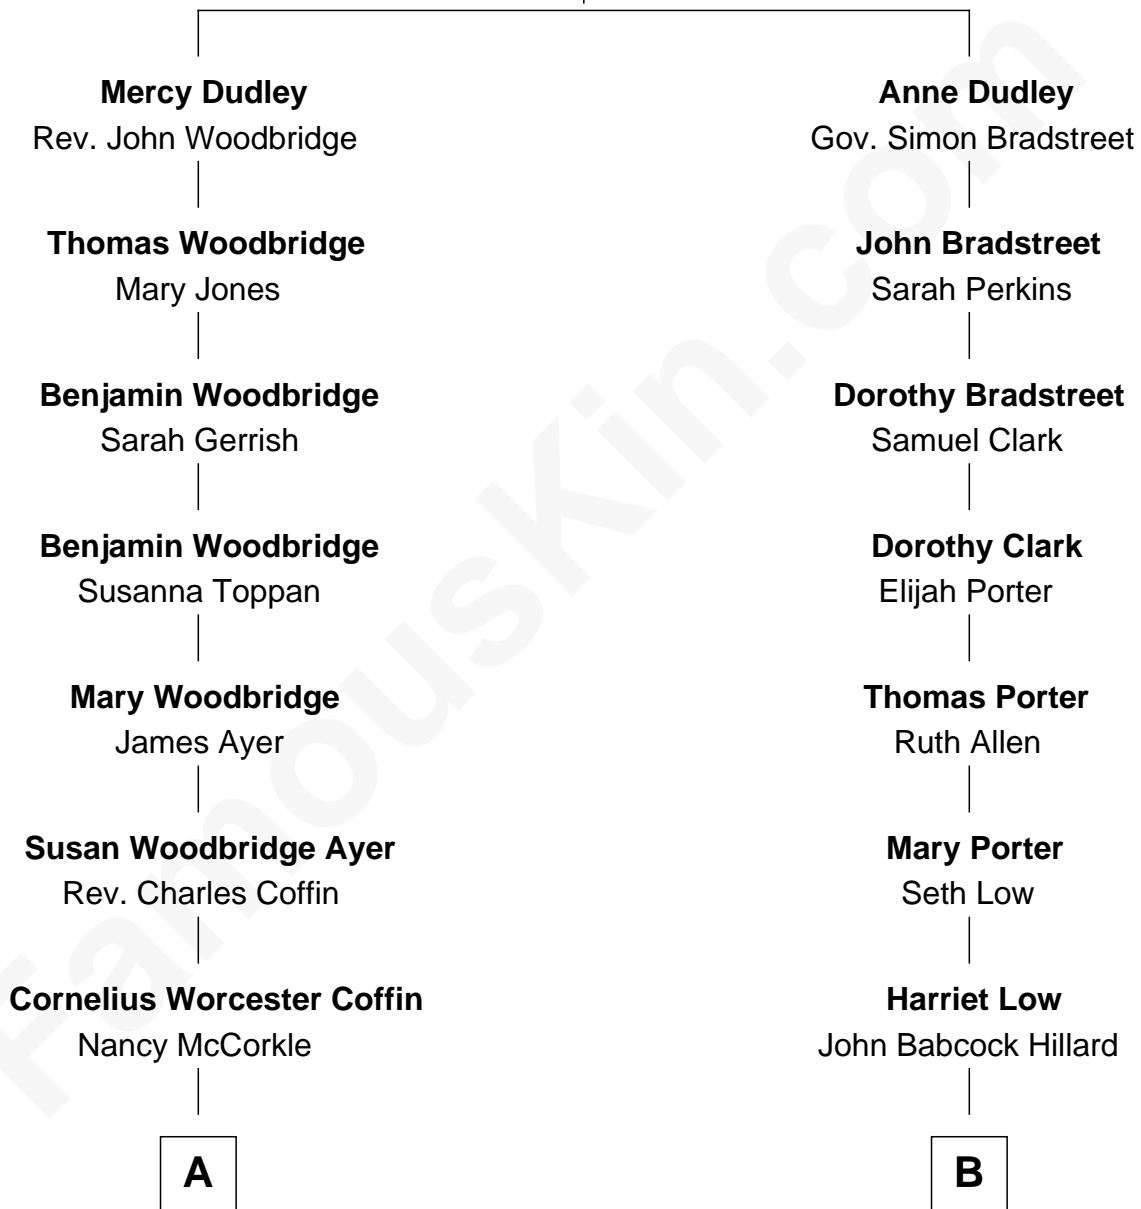 Mercy Dudley
Rev. John Woodbridge
Thomas Woodbridge
Mary Jones
Benjamin Woodbridge
Sarah Gerrish
Benjamin Woodbridge
Susanna Toppan
Mary Woodbridge
James Ayer
Susan Woodbridge Ayer
Rev. Charles Coffin
Cornelius Worcester Coffin
Nancy McCorkle
A
Anne Dudley
Gov. Simon Bradstreet
John Bradstreet
Sarah Perkins
Dorothy Bradstreet
Samuel Clark
Dorothy Clark
Elijah Porter
Thomas Porter
Ruth Allen
Mary Porter
Seth Low
Harriet Low
John Babcock Hillard
B
FamousKin.com